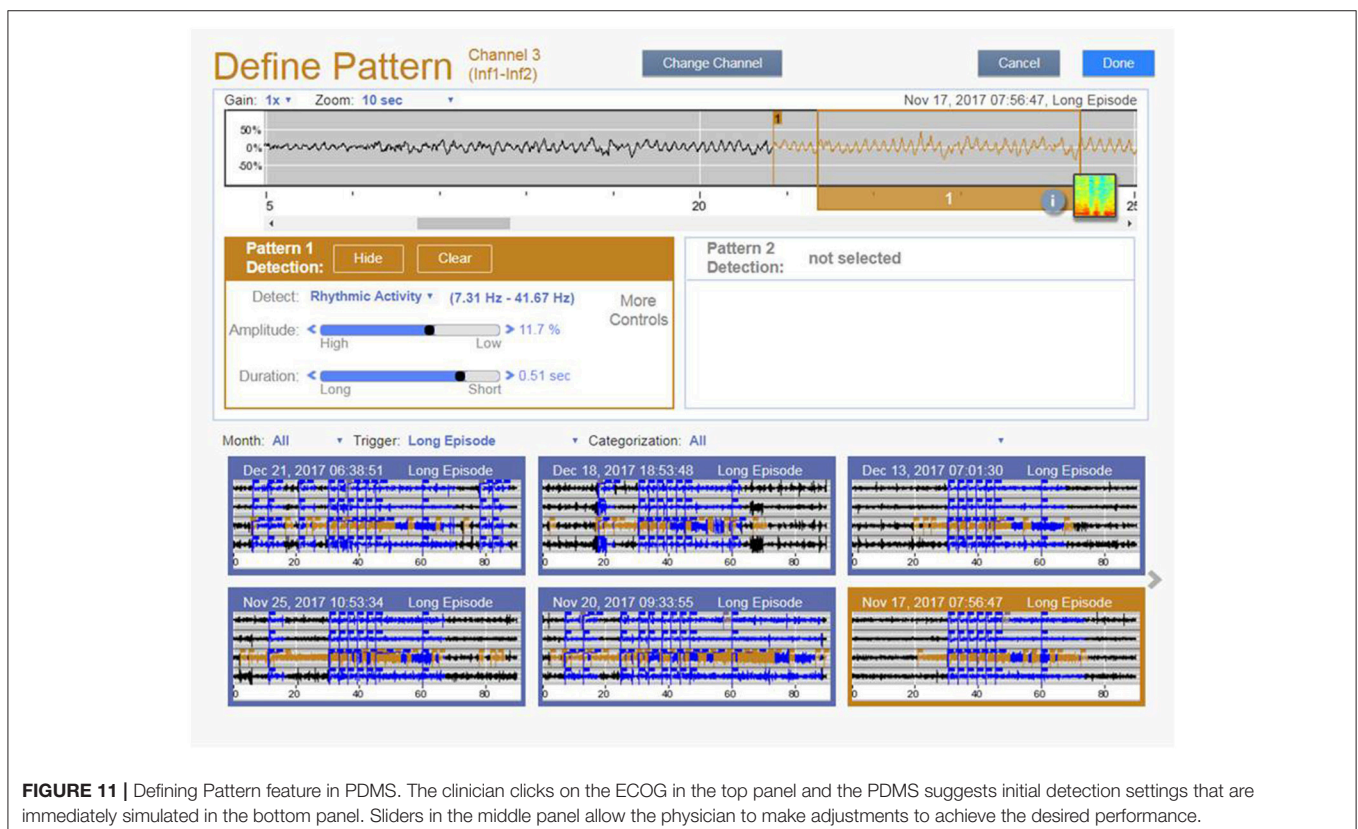 Define Pattern
Channel 3
(Inf1-Inf2)
Change Channel
Cancel
Done
Gain: 1x
Zoom: 10 sec
Nov 17, 2017 07:56:47, Long Episode
50%
0%
-50%
1
1
i
5
20
25
Pattern 1
Detection:
Hide
Clear
Detect: Rhythmic Activity (7.31 Hz - 41.67 Hz)
More
Controls
Amplitude: < > 11.7 %
High Low
Duration: < > 0.51 sec
Long Short
Pattern 2
Detection:
not selected
Month: All Trigger: Long Episode Categorization: All
Dec 21, 2017 06:38:51 Long Episode
0 20 40 60 80
Dec 18, 2017 18:53:48 Long Episode
0 20 40 60 80
Dec 13, 2017 07:01:30 Long Episode
0 20 40 60 80
Nov 25, 2017 10:53:34 Long Episode
0 20 40 60 80
Nov 20, 2017 09:33:55 Long Episode
0 20 40 60 80
Nov 17, 2017 07:56:47 Long Episode
0 20 40 60 80
FIGURE 11 | Defining Pattern feature in PDMS. The clinician clicks on the ECOG in the top panel and the PDMS suggests initial detection settings that are
immediately simulated in the bottom panel. Sliders in the middle panel allow the physician to make adjustments to achieve the desired performance.